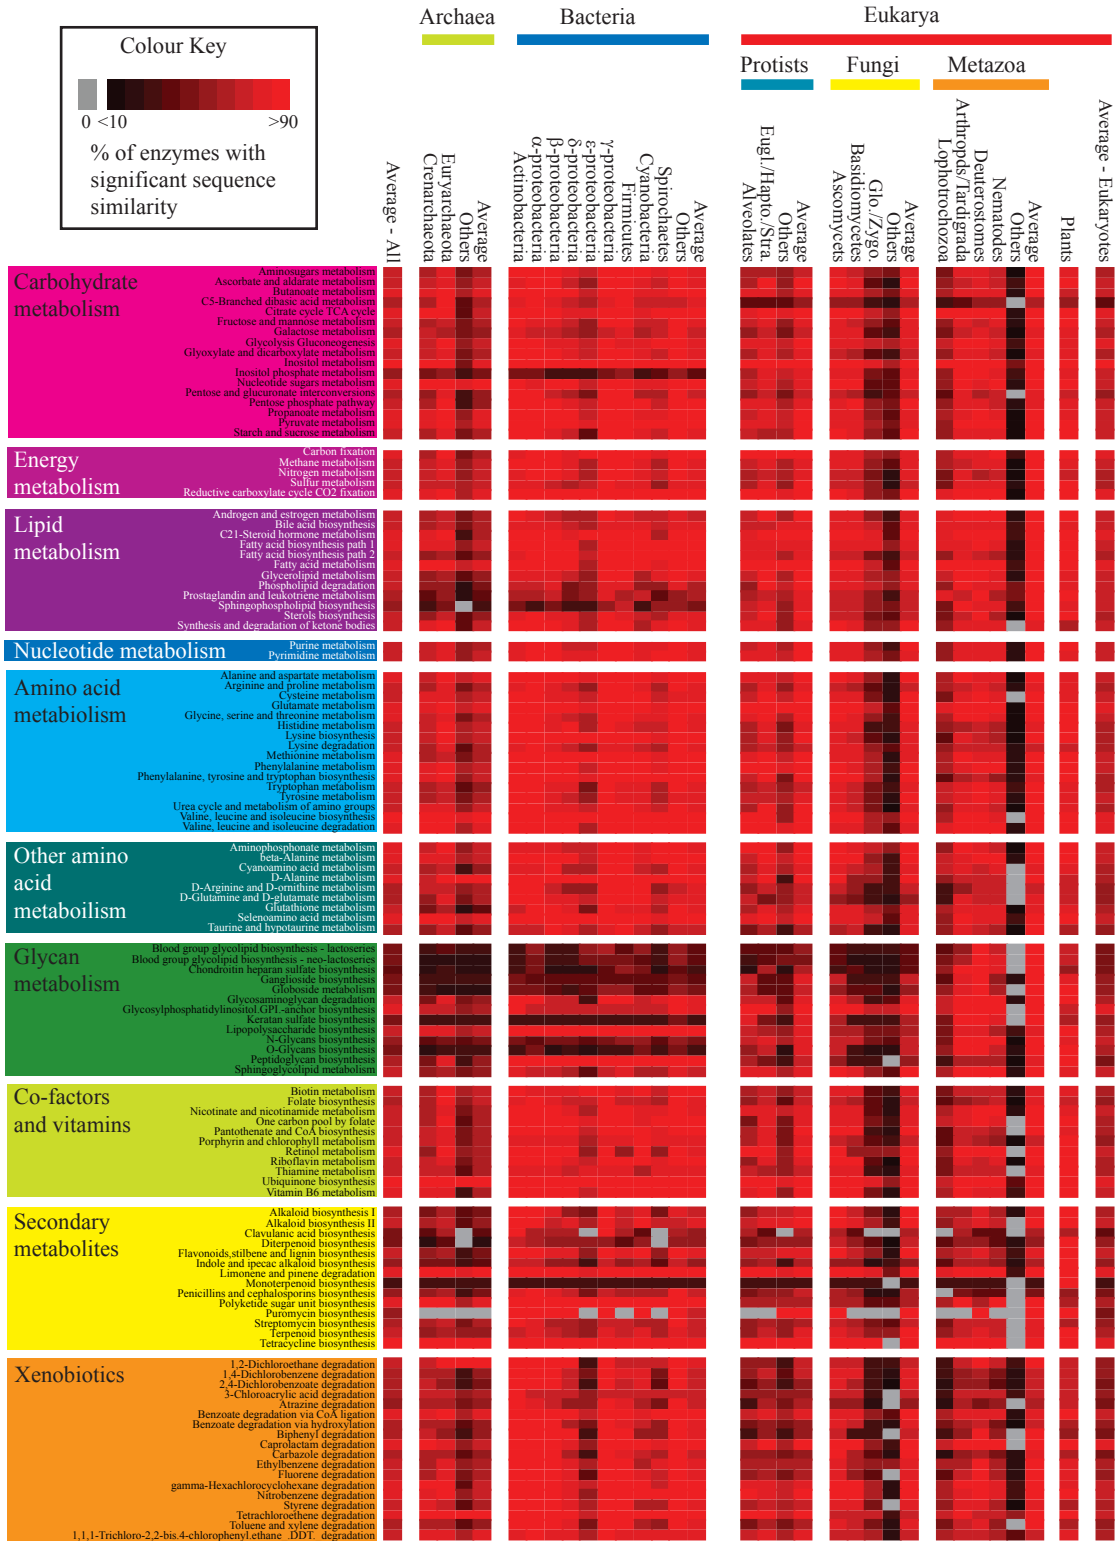 Archaea
Bacteria
Eukarya
Colour Key
0 <10 >90
% of enzymes with
significant sequence
similarity
Protists
Fungi
Metazoa
Average - All
Crenarchaeota
Euryarchaeota
Others
Average
Actinobacteria
α-proteobacteria
β-proteobacteria
δ-proteobacteria
ε-proteobacteria
γ-proteobacteria
Firmicutes
Cyanobacteria
Spirochaetes
Others
Average
Alveolates
Eugl./Hapto./Stra.
Others
Average
Ascomycets
Basidiomycetes
Glo./Zygo.
Others
Average
Lophotrochozoa
Arthropds/Tardigrada
Deuterostomes
Nematodes
Others
Average
Plants
Average - Eukaryotes
Carbohydrate
metabolism
Aminosugars metabolism
Ascorbate and aldarate metabolism
Butanoate metabolism
C5-Branched dibasic acid metabolism
Citrate cycle TCA cycle
Fructose and mannose metabolism
Galactose metabolism
Glycolysis Gluconeogenesis
Glyoxylate and dicarboxylate metabolism
Inositol metabolism
Inositol phosphate metabolism
Nucleotide sugars metabolism
Pentose and glucuronate interconversions
Pentose phosphate pathway
Propanoate metabolism
Pyruvate metabolism
Starch and sucrose metabolism
Energy
metabolism
Carbon fixation
Methane metabolism
Nitrogen metabolism
Sulfur metabolism
Reductive carboxylate cycle CO2 fixation
Lipid
metabolism
Androgen and estrogen metabolism
Bile acid biosynthesis
C21-Steroid hormone metabolism
Fatty acid biosynthesis path 1
Fatty acid biosynthesis path 2
Fatty acid metabolism
Glycerolipid metabolism
Phospholipid degradation
Prostaglandin and leukotriene metabolism
Sphingophospholipid biosynthesis
Sterols biosynthesis
Synthesis and degradation of ketone bodies
Nucleotide metabolism
Purine metabolism
Pyrimidine metabolism
Amino acid
metabiolism
Alanine and aspartate metabolism
Arginine and proline metabolism
Cysteine metabolism
Glutamate metabolism
Glycine, serine and threonine metabolism
Histidine metabolism
Lysine biosynthesis
Lysine degradation
Methionine metabolism
Phenylalanine metabolism
Phenylalanine, tyrosine and tryptophan biosynthesis
Tryptophan metabolism
Tyrosine metabolism
Urea cycle and metabolism of amino groups
Valine, leucine and isoleucine biosynthesis
Valine, leucine and isoleucine degradation
Other amino
acid
metaboilism
Aminophosphonate metabolism
beta-Alanine metabolism
Cyanoamino acid metabolism
D-Alanine metabolism
D-Arginine and D-ornithine metabolism
D-Glutamine and D-glutamate metabolism
Glutathione metabolism
Selenoamino acid metabolism
Taurine and hypotaurine metabolism
Glycan
metabolism
Blood group glycolipid biosynthesis - lactoseries
Blood group glycolipid biosynthesis - neo-lactoseries
Chondroitin heparan sulfate biosynthesis
Ganglioside biosynthesis
Globoside metabolism
Glycosaminoglycan degradation
Glycosylphosphatidylinositol.GPI.-anchor biosynthesis
Keratan sulfate biosynthesis
Lipopolysaccharide biosynthesis
N-Glycans biosynthesis
O-Glycans biosynthesis
Peptidoglycan biosynthesis
Sphingoglycolipid metabolism
Co-factors
and vitamins
Biotin metabolism
Folate biosynthesis
Nicotinate and nicotinamide metabolism
One carbon pool by folate
Pantothenate and CoA biosynthesis
Porphyrin and chlorophyll metabolism
Retinol metabolism
Riboflavin metabolism
Thiamine metabolism
Ubiquinone biosynthesis
Vitamin B6 metabolism
Secondary
metabolites
Alkaloid biosynthesis I
Alkaloid biosynthesis II
Clavulanic acid biosynthesis
Diterpenoid biosynthesis
Flavonoids,stilbene and lignin biosynthesis
Indole and ipecac alkaloid biosynthesis
Limonene and pinene degradation
Monoterpenoid biosynthesis
Penicillins and cephalosporins biosynthesis
Polyketide sugar unit biosynthesis
Puromycin biosynthesis
Streptomycin biosynthesis
Terpenoid biosynthesis
Tetracycline biosynthesis
Xenobiotics
1,2-Dichloroethane degradation
1,4-Dichlorobenzene degradation
2,4-Dichlorobenzoate degradation
3-Chloroacrylic acid degradation
Atrazine degradation
Benzoate degradation via CoA ligation
Benzoate degradation via hydroxylation
Biphenyl degradation
Caprolactam degradation
Carbazole degradation
Ethylbenzene degradation
Fluorene degradation
gamma-Hexachlorocyclohexane degradation
Nitrobenzene degradation
Styrene degradation
Tetrachloroethene degradation
Toluene and xylene degradation
1,1,1-Trichloro-2,2-bis.4-chlorophenyl.ethane .DDT. degradation